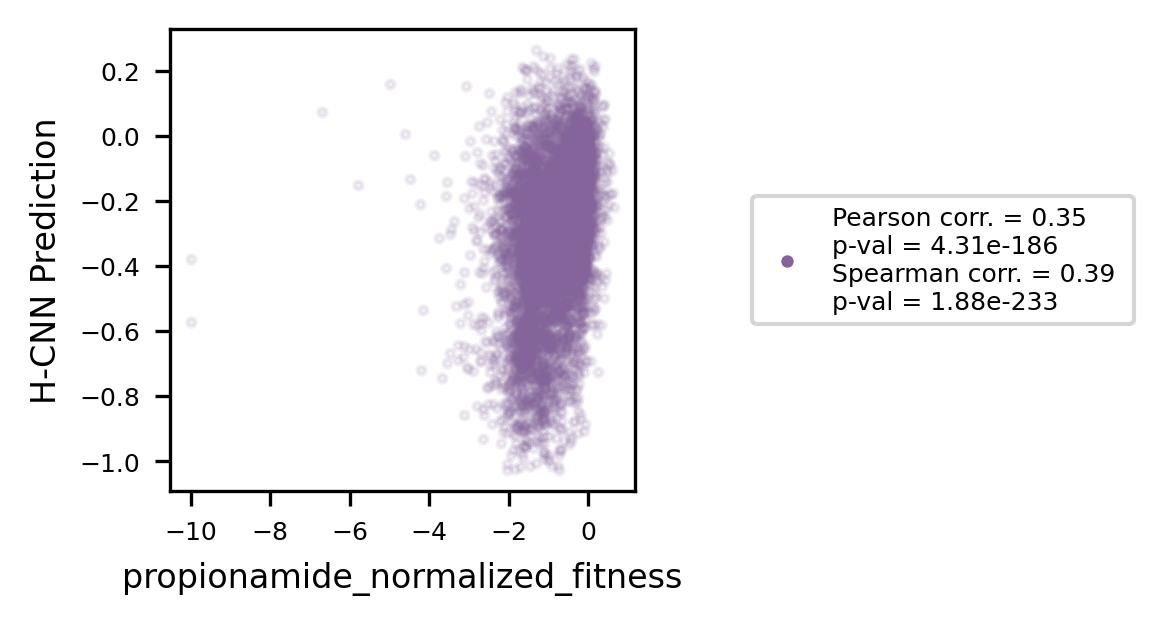 H-CNN Prediction
0.2
0.0
−0.2
−0.4
−0.6
−0.8
−1.0
−10
−8
−6
−4
−2
0
propionamide_normalized_fitness
Pearson corr. = 0.35
p-val = 4.31e-186
Spearman corr. = 0.39
p-val = 1.88e-233